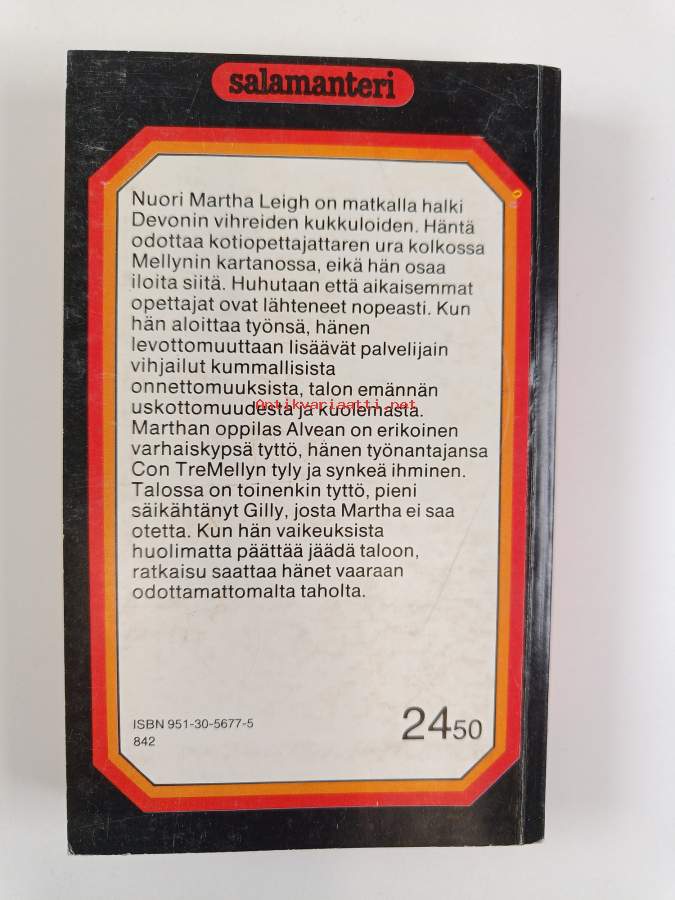 salamanteri
Nuori Martha Leigh on matkalla halki
Devonin vihreiden kukkuloiden. Häntä
odottaa kotiopettajattaren ura kolkossa
Mellynin kartanossa, eikä hän osaa
iloita siitä. Huhutaan että aikaisemmat
opettajat ovat lähteneet nopeasti. Kun
hän aloittaa työnsä, hänen
levottomuuttaan lisäävät palvelijain
vihjailut kummallisista
onnettomuuksista, talon emännän
uskottomuudesta ja kuolemasta.
Antikvariaatti.net
Marthan oppilas Alvean on erikoinen
varhaiskypsä tyttö, hänen työnantajansa
Con TreMellyn tyly ja synkeä ihminen.
Talossa on toinenkin tyttö, pieni
säikähtänyt Gilly, josta Martha ei saa
otetta. Kun hän vaikeuksista
huolimatta päättää jäädä taloon,
ratkaisu saattaa hänet vaaraan
odottamattomalta taholta.
ISBN 951-30-5677-5
842
2450